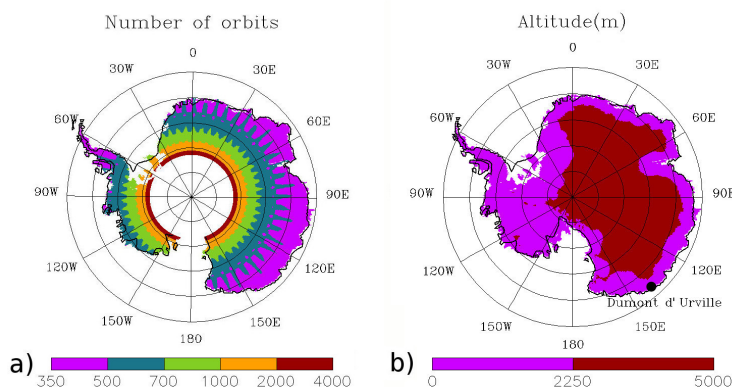 Number of orbits
0
30W
30E
60W
60E
90W
90E
120W
120E
150W
150E
180
a)
350
500
700
1000
2000
4000
Altitude(m)
0
30W
30E
60W
60E
90W
90E
120W
120E
Dumont d' Urville
150W
150E
180
b)
0
2250
5000